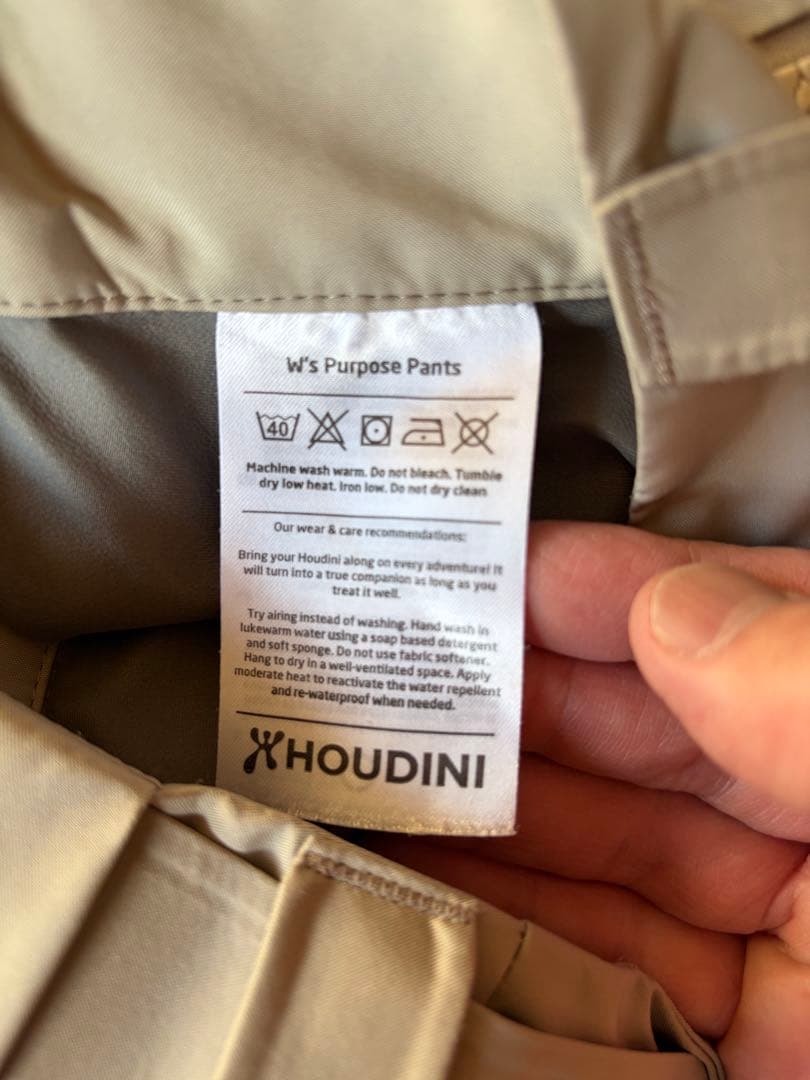 W's Purpose Pants
40
Machine wash warm. Do not bleach. Tumble
dry low heat. Iron low. Do not dry clean
Our wear & care recommendations:
Bring your Houdini along on every adventure! It
will turn into a true companion as long as you
treat it well.
Try airing instead of washing. Hand wash in
lukewarm water using a soap based detergent
and soft sponge. Do not use fabric softener.
Hang to dry in a well-ventilated space. Apply
moderate heat to reactivate the water repellent
and re-waterproof when needed.
HOUDINI